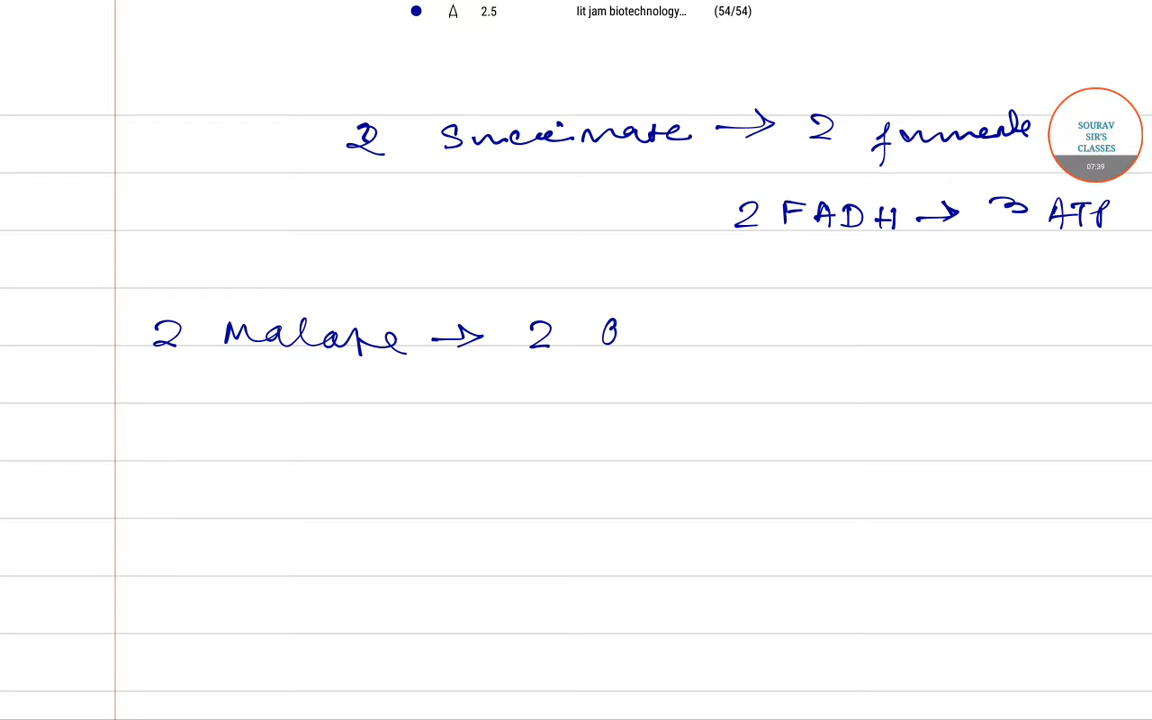 2.5 Iit jam biotechnology... (54/54)
2 Succinate → 2 fumerate
SOURAV
SIR'S
CLASSES
07:39
2 FADH → 3 ATP
2 Malate → 2 O